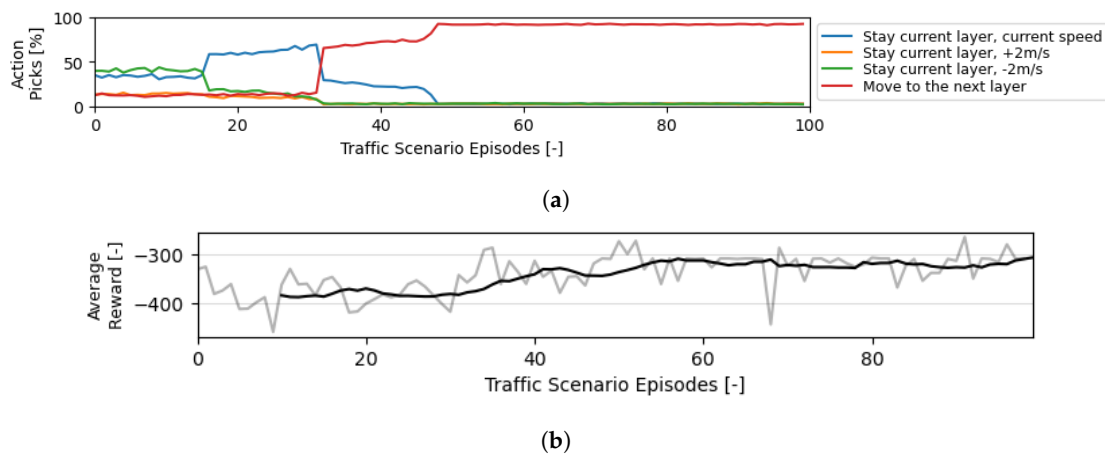 100
Action
Picks [%]
50
0
0 20 40 60 80 100
Traffic Scenario Episodes [-]
Stay current layer, current speed
Stay current layer, +2m/s
Stay current layer, -2m/s
Move to the next layer
(a)
Average
Reward [-]
−300
−400
0 20 40 60 80
Traffic Scenario Episodes [-]
(b)